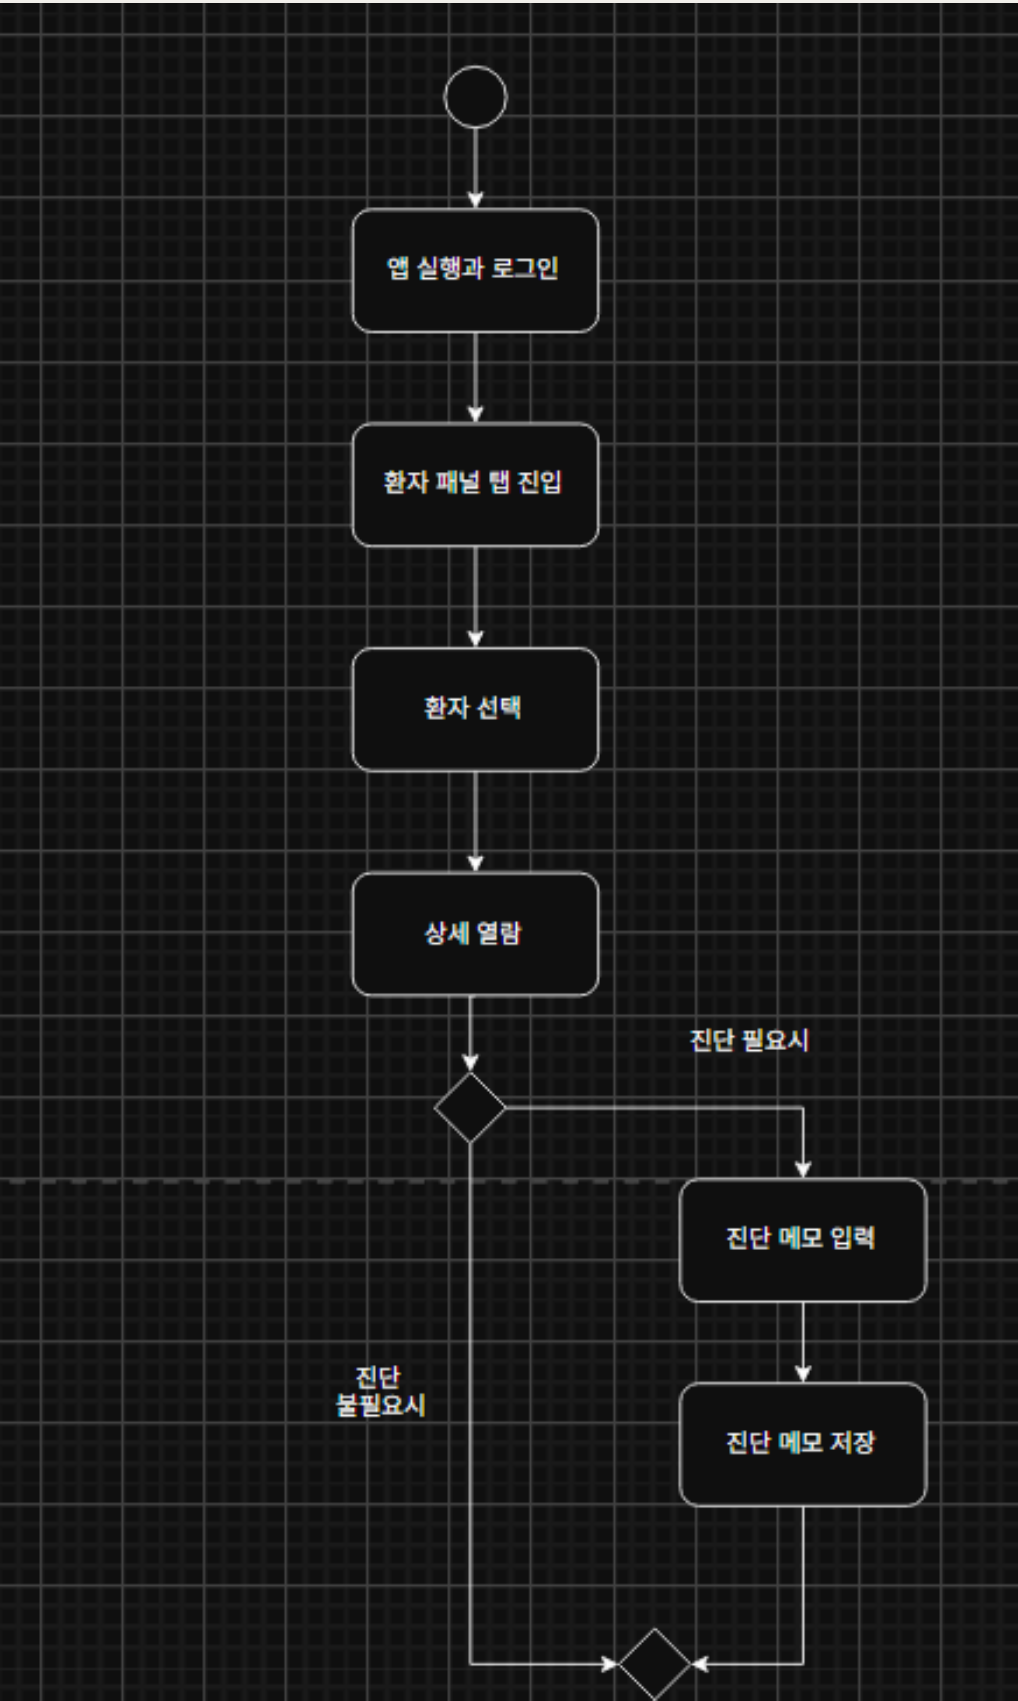 앱 실행과 로그인
환자 패널 탭 진입
환자 선택
상세 열람
진단 필요시
진단 메모 입력
진단
불필요시
진단 메모 저장